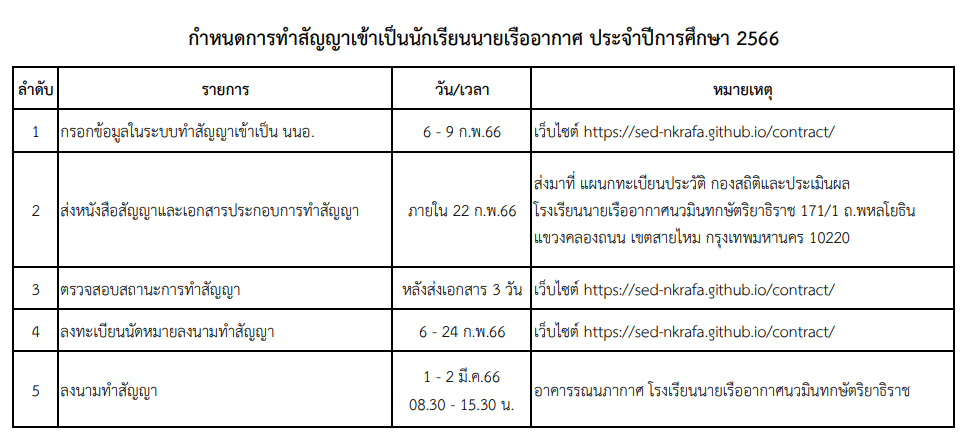 กำหนดการทำสัญญาเข้าเป็นนักเรียนนายเรืออากาศ ประจำปีการศึกษา 2566
ลำดับ รายการ วัน/เวลา หมายเหตุ
1 กรอกข้อมูลในระบบทำสัญญาเข้าเป็น นนอ. 6 - 9 ก.พ.66 เว็บไซต์ https://sed-nkrafa.github.io/contract/
2 ส่งหนังสือสัญญาและเอกสารประกอบการทำสัญญา ภายใน 22 ก.พ.66 ส่งมาที่ แผนกทะเบียนประวัติ กองสถิติและประเมินผล
โรงเรียนนายเรืออากาศนวมินทกษัตริยาธิราช 171/1 ถ.พหลโยธิน
แขวงคลองถนน เขตสายไหม กรุงเทพมหานคร 10220
3 ตรวจสอบสถานะการทำสัญญา หลังส่งเอกสาร 3 วัน เว็บไซต์ https://sed-nkrafa.github.io/contract/
4 ลงทะเบียนนัดหมายลงนามทำสัญญา 6 - 24 ก.พ.66 เว็บไซต์ https://sed-nkrafa.github.io/contract/
5 ลงนามทำสัญญา 1 - 2 มี.ค.66
08.30 - 15.30 น. อาคารรณนภากาศ โรงเรียนนายเรืออากาศนวมินทกษัตริยาธิราช